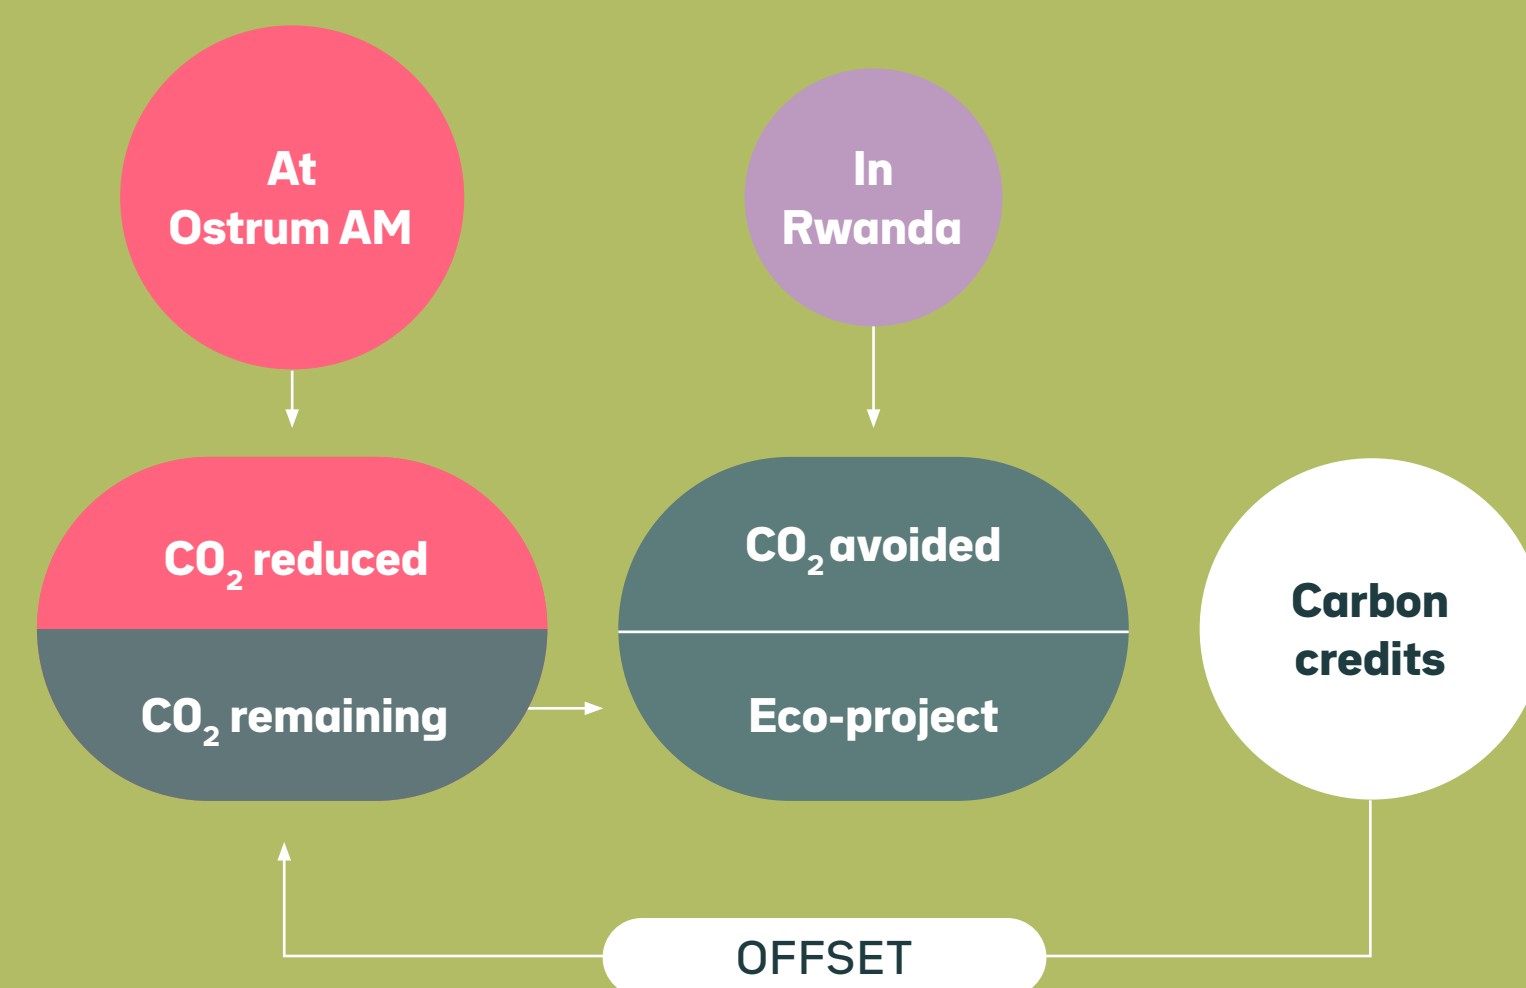 At
Ostrum AM
In
Rwanda
CO₂ reduced
CO₂ remaining
CO₂ avoided
Eco-project
Carbon
credits
OFFSET